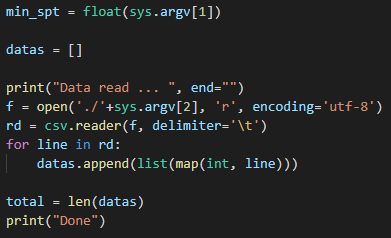 min_spt = float(sys.argv[1])
datas = []
print("Data read ... ", end="")
f = open('./'+sys.argv[2], 'r', encoding='utf-8')
rd = csv.reader(f, delimiter='\t')
for line in rd:
    datas.append(list(map(int, line)))
total = len(datas)
print("Done")